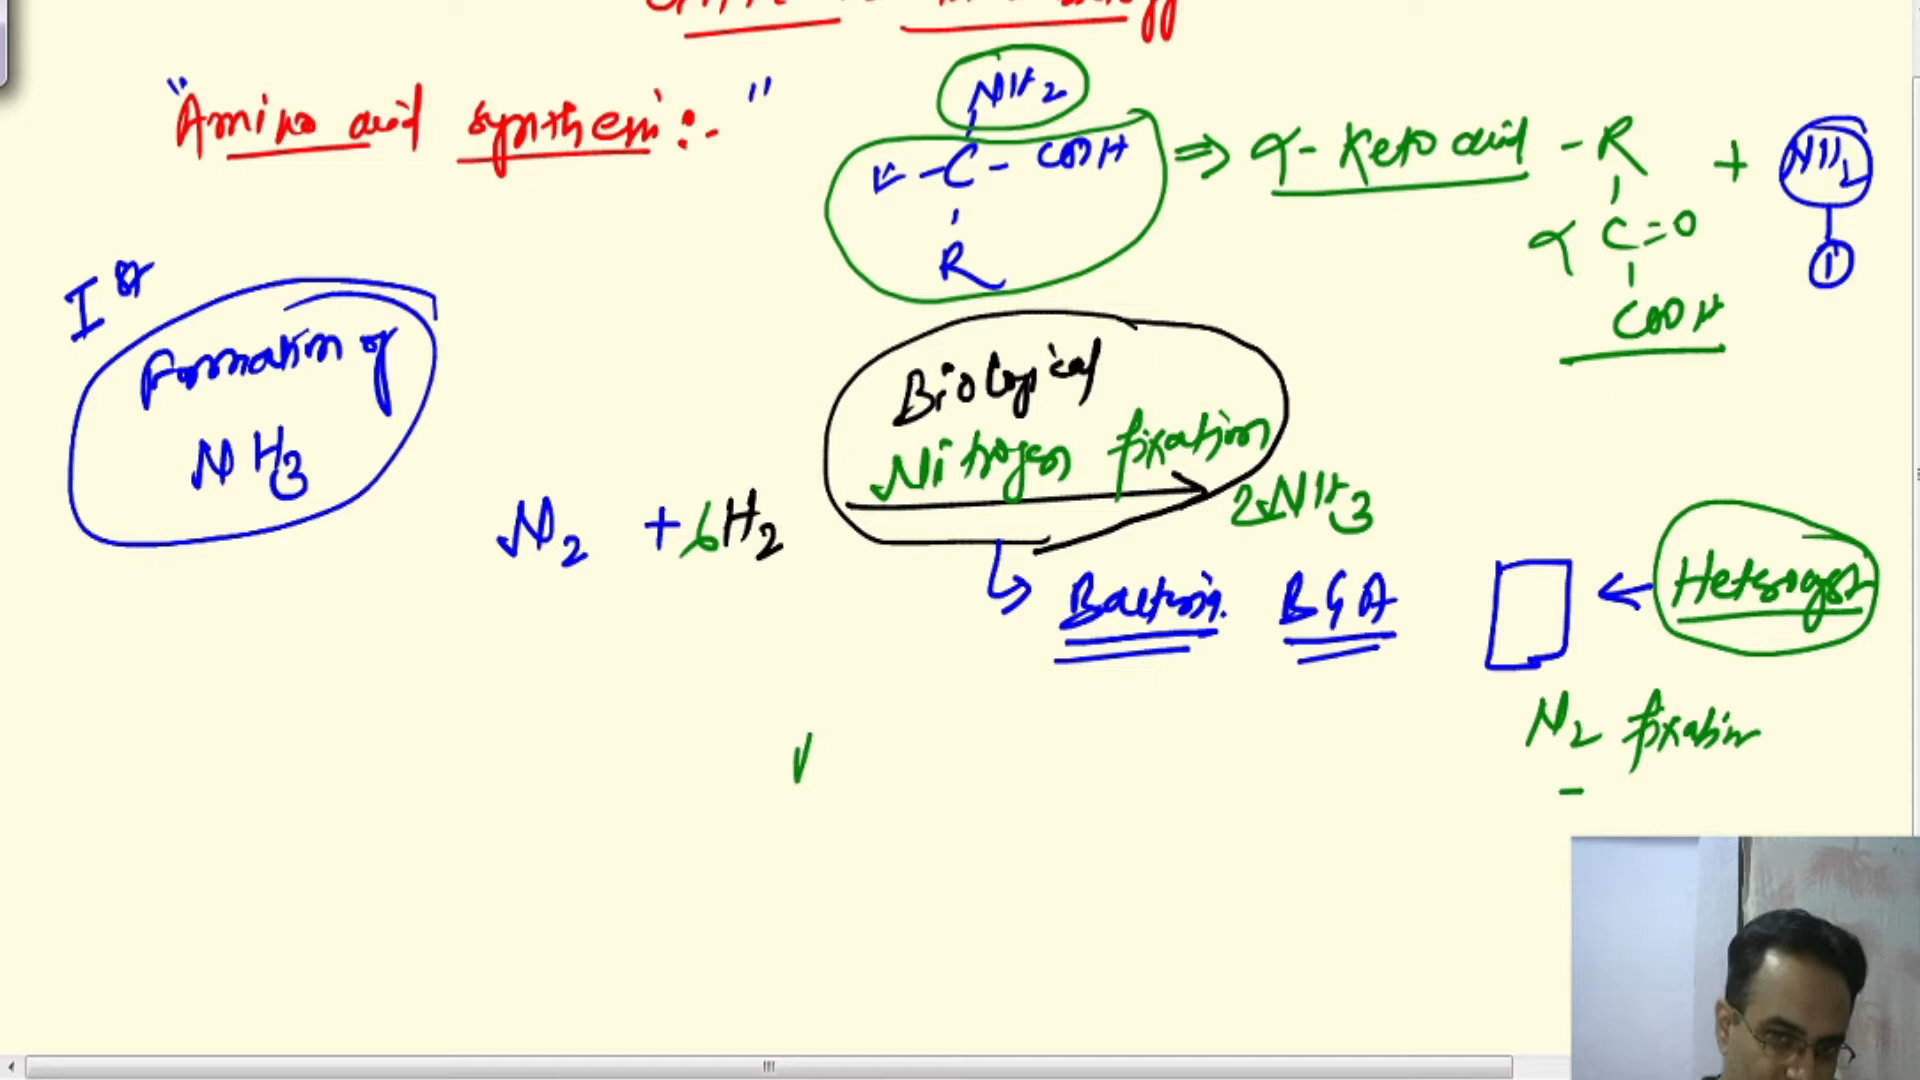 "Amino acid synthesis:- "
NH2
C - COOH
R
⇒ α - Keto acid - R + NH2
α C=O
COOH
1
Ist
Formation of
NH3
Biological
Nitrogen fixation
N2 + 6H2 2NH3
Bacteria. BGA
N2 fixation